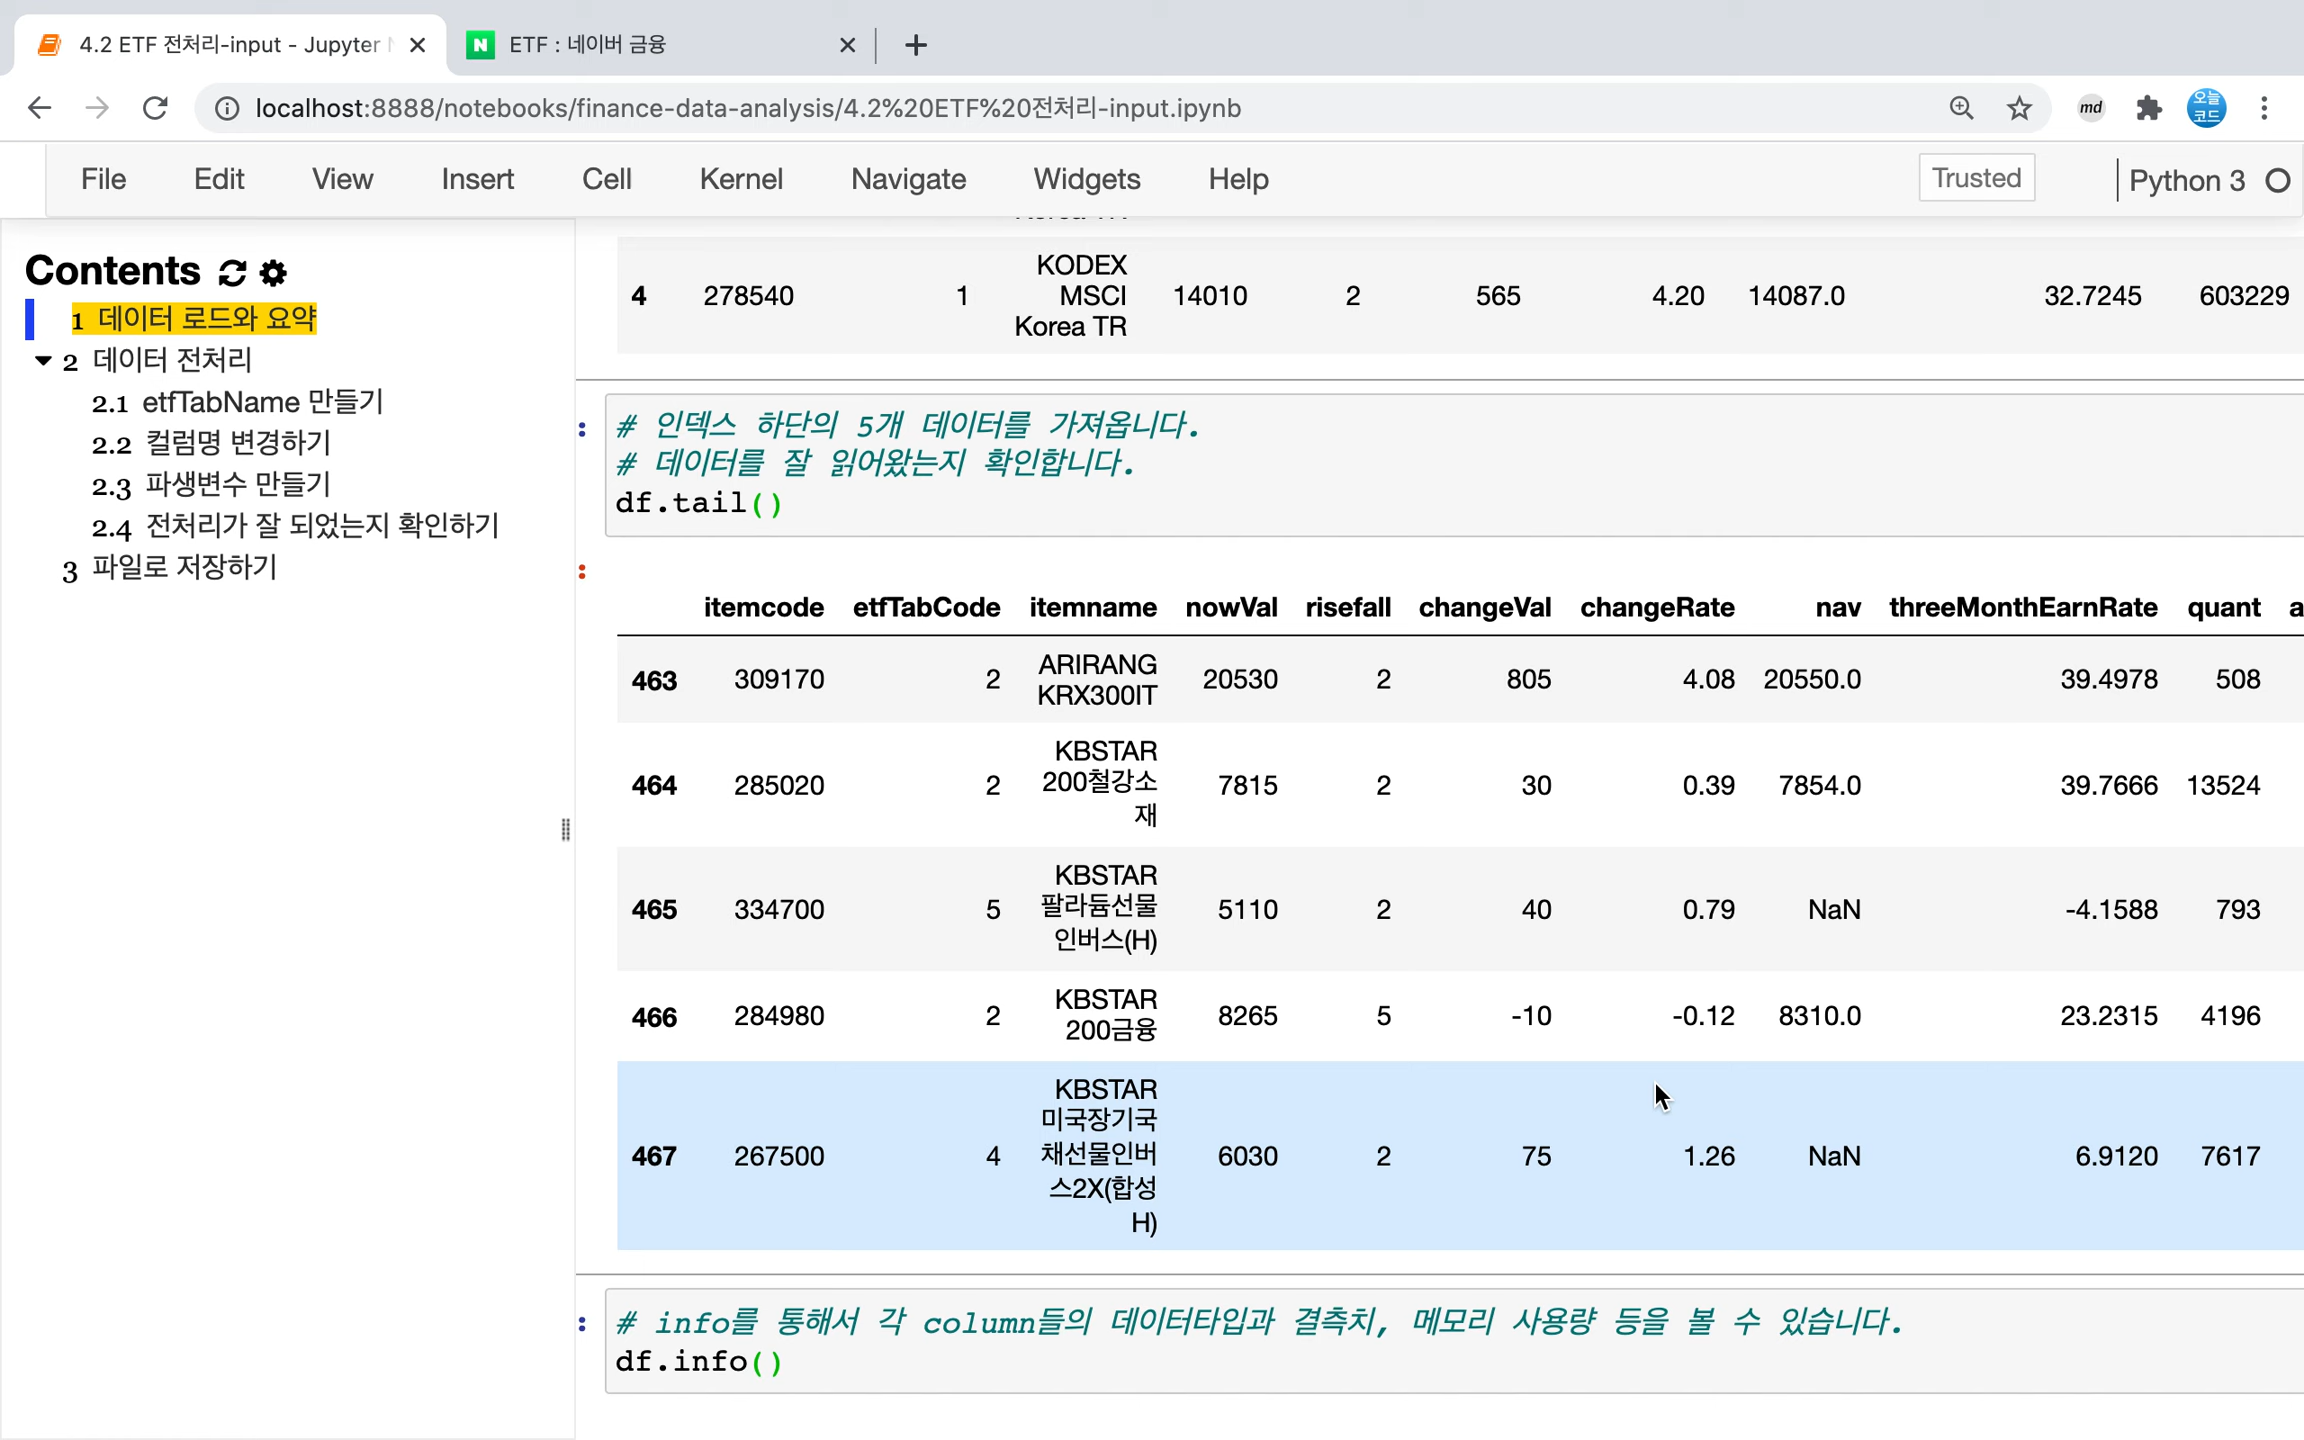 4.2 ETF 전처리-input - Jupyter N
ETF : 네이버 금융
localhost:8888/notebooks/finance-data-analysis/4.2%20ETF%20전처리-input.ipynb
md
오늘
코드
File Edit View Insert Cell Kernel Navigate Widgets Help
Trusted
Python 3
Contents
1 데이터 로드와 요약
2 데이터 전처리
2.1 etfTabName 만들기
2.2 컬럼명 변경하기
2.3 파생변수 만들기
2.4 전처리가 잘 되었는지 확인하기
3 파일로 저장하기
4 278540 1 KODEX MSCI Korea TR 14010 2 565 4.20 14087.0 32.7245 603229
# 인덱스 하단의 5개 데이터를 가져옵니다.
# 데이터를 잘 읽어왔는지 확인합니다.
df.tail()
itemcode etfTabCode itemname nowVal risefall changeVal changeRate nav threeMonthEarnRate quant a
463 309170 2 ARIRANG KRX300IT 20530 2 805 4.08 20550.0 39.4978 508
464 285020 2 KBSTAR 200철강소재 7815 2 30 0.39 7854.0 39.7666 13524
465 334700 5 KBSTAR 팔라듐선물인버스(H) 5110 2 40 0.79 NaN -4.1588 793
466 284980 2 KBSTAR 200금융 8265 5 -10 -0.12 8310.0 23.2315 4196
467 267500 4 KBSTAR 미국장기국채선물인버스2X(합성 H) 6030 2 75 1.26 NaN 6.9120 7617
# info를 통해서 각 column들의 데이터타입과 결측치, 메모리 사용량 등을 볼 수 있습니다.
df.info()